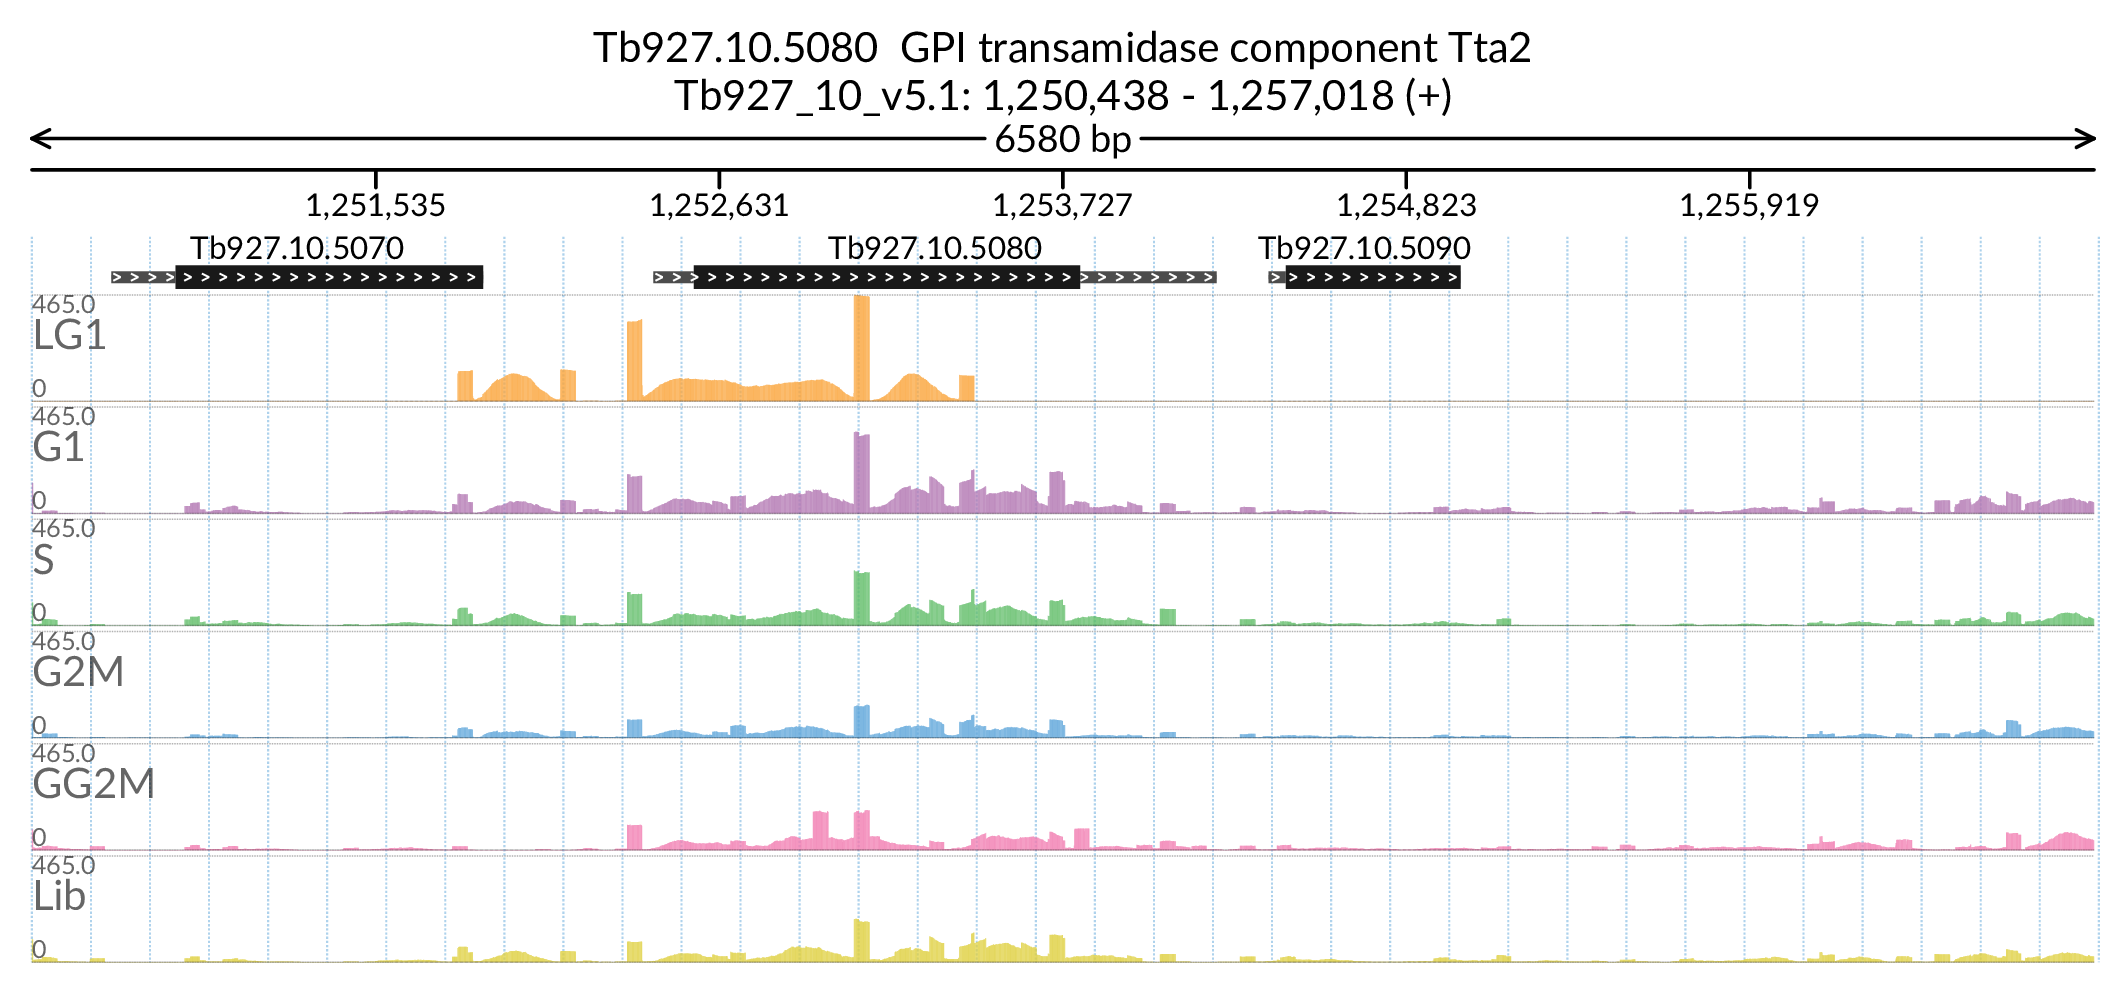 Tb927.10.5080  GPI transamidase component Tta2
Tb927_10_v5.1: 1,250,438 - 1,257,018 (+)
6580 bp
1,251,535 1,252,631 1,253,727 1,254,823 1,255,919
Tb927.10.5070 Tb927.10.5080 Tb927.10.5090
465.0
LG1
0
465.0
G1
0
465.0
S
0
465.0
G2M
0
465.0
GG2M
0
465.0
Lib
0